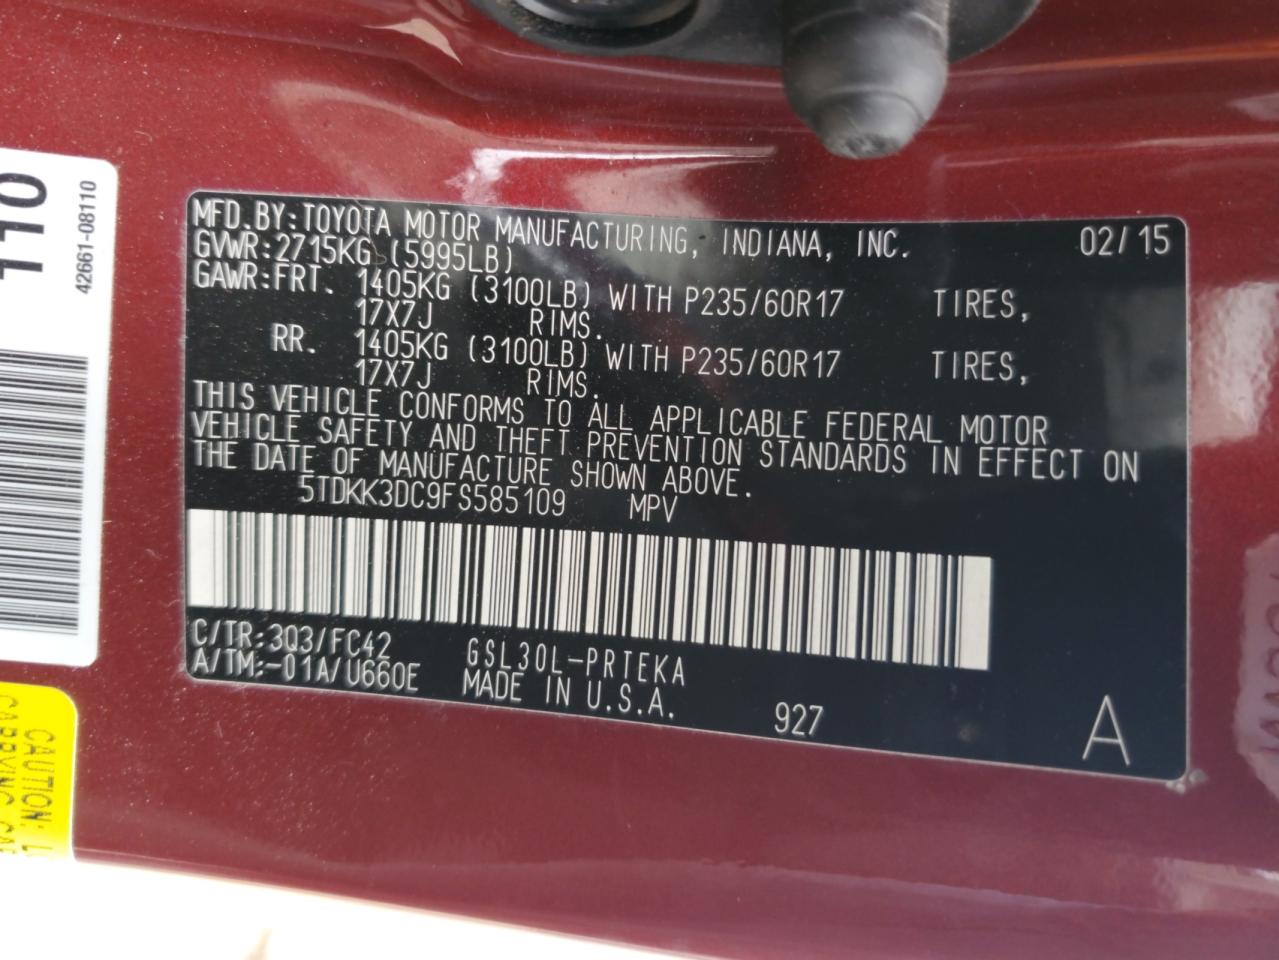 MFD.BY:TOYOTA MOTOR MANUFACTURING, INDIANA, INC. 02/15
GVWR:2715KG (5995LB)
GAWR:FRT. 1405KG (3100LB) WITH P235/60R17 TIRES,
17X7J RIMS.
RR. 1405KG (3100LB) WITH P235/60R17 TIRES,
17X7J RIMS.
THIS VEHICLE CONFORMS TO ALL APPLICABLE FEDERAL MOTOR
VEHICLE SAFETY AND THEFT PREVENTION STANDARDS IN EFFECT ON
THE DATE OF MANUFACTURE SHOWN ABOVE.
5TDKK3DC9FS585109 MPV
C/TR:3Q3/FC42 GSL30L-PRTEKA
A/TM:-01A/U660E MADE IN U.S.A. 927 A
110
42661-08110
CAUTION: